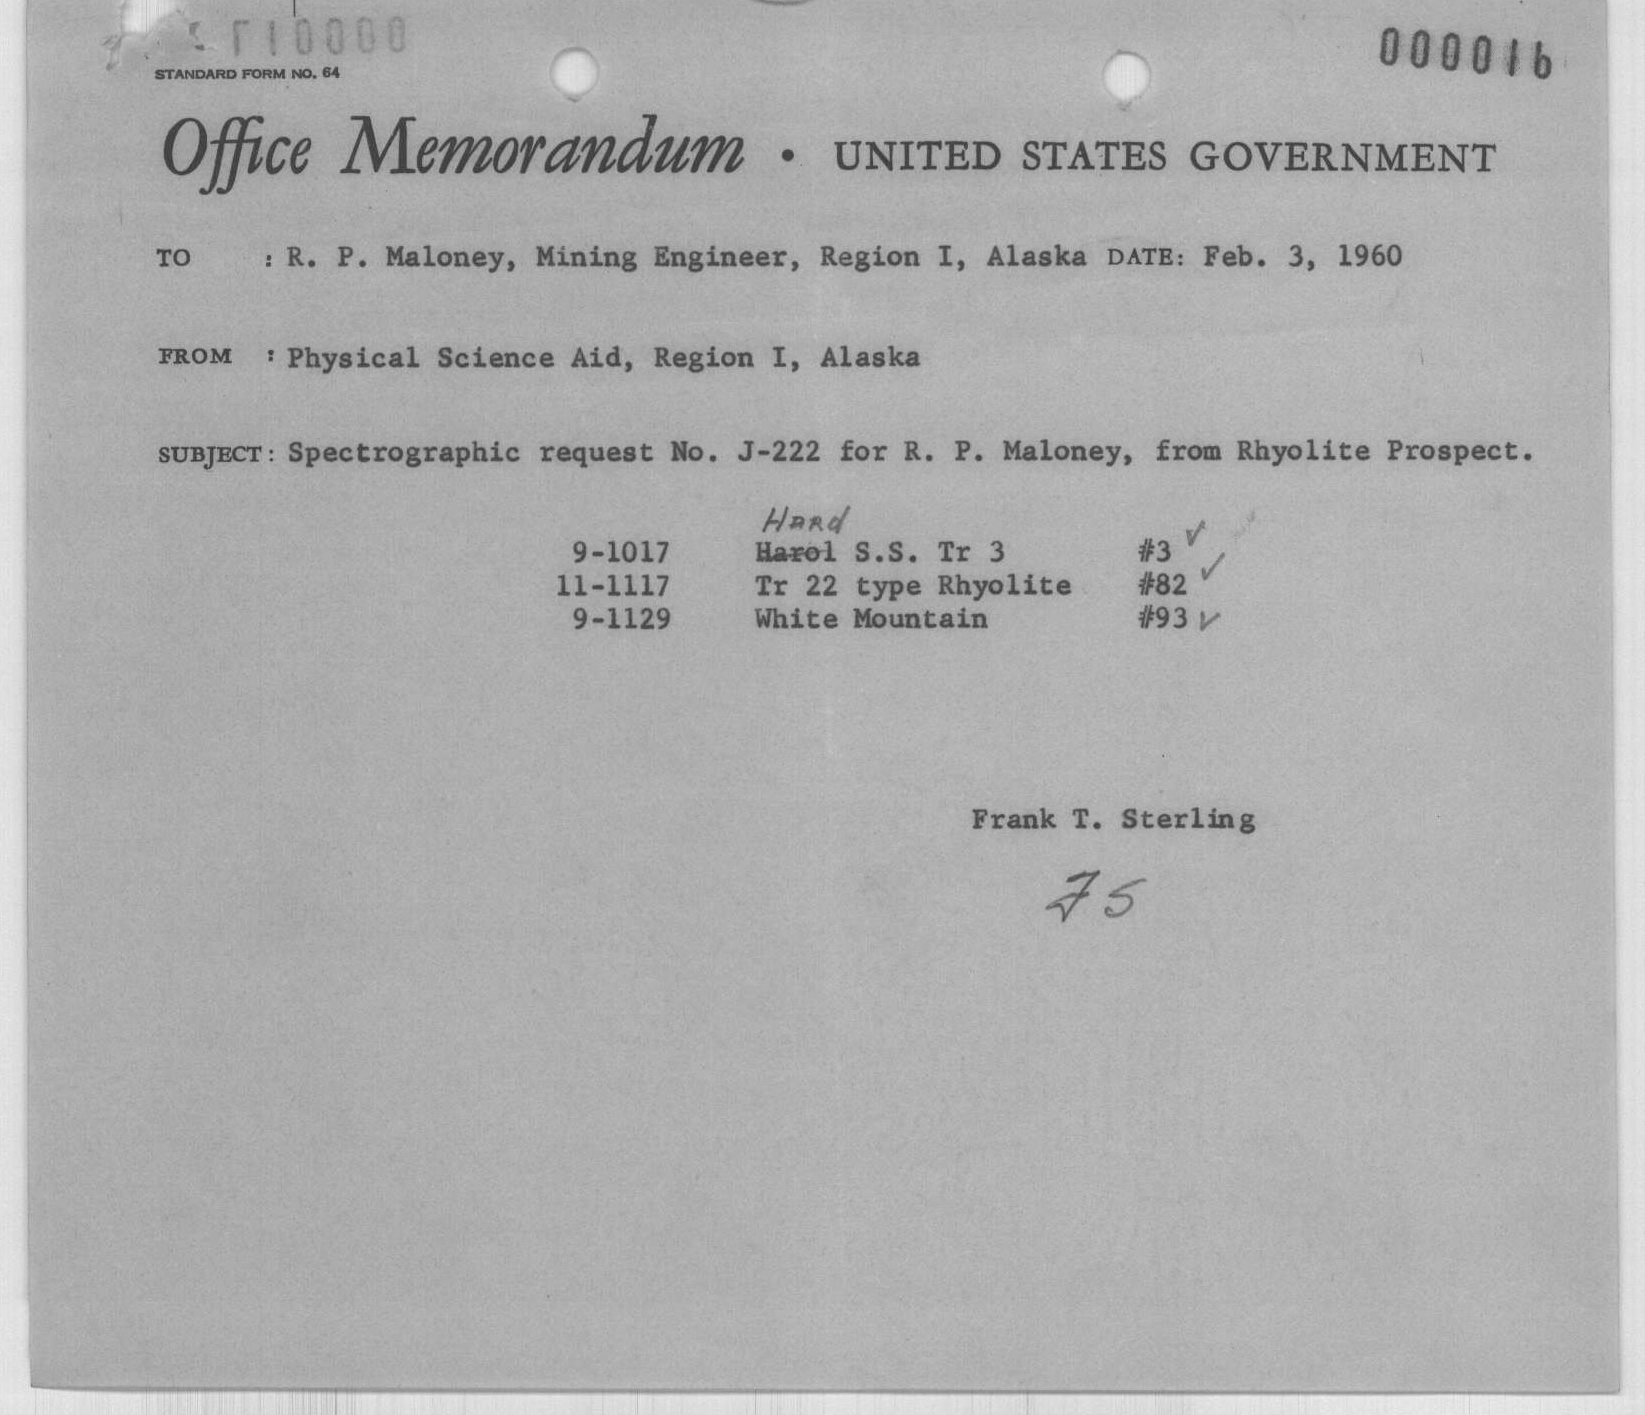 000016
STANDARD FORM NO. 64
Office Memorandum • UNITED STATES GOVERNMENT
TO : R. P. Maloney, Mining Engineer, Region I, Alaska DATE: Feb. 3, 1960
FROM : Physical Science Aid, Region I, Alaska
SUBJECT: Spectrographic request No. J-222 for R. P. Maloney, from Rhyolite Prospect.
Hard
9-1017 Harol S.S. Tr 3 #3 ✓
11-1117 Tr 22 type Rhyolite #82 ✓
9-1129 White Mountain #93 ✓
Frank T. Sterling
FS